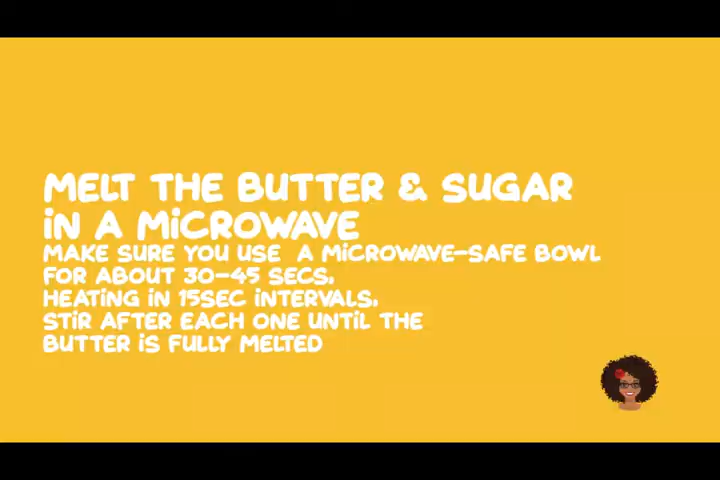 MELT THE BUTTER & SUGAR
iN A MiCROWAVE
MAKE SURE YOU USE A MiCROWAVE-SAFE BOWL
FOR ABOUT 30-45 SECS,
HEATiNG iN 15SEC iNTERVALS,
STiR AFTER EACH ONE UNTiL THE
BUTTER iS FULLY MELTED